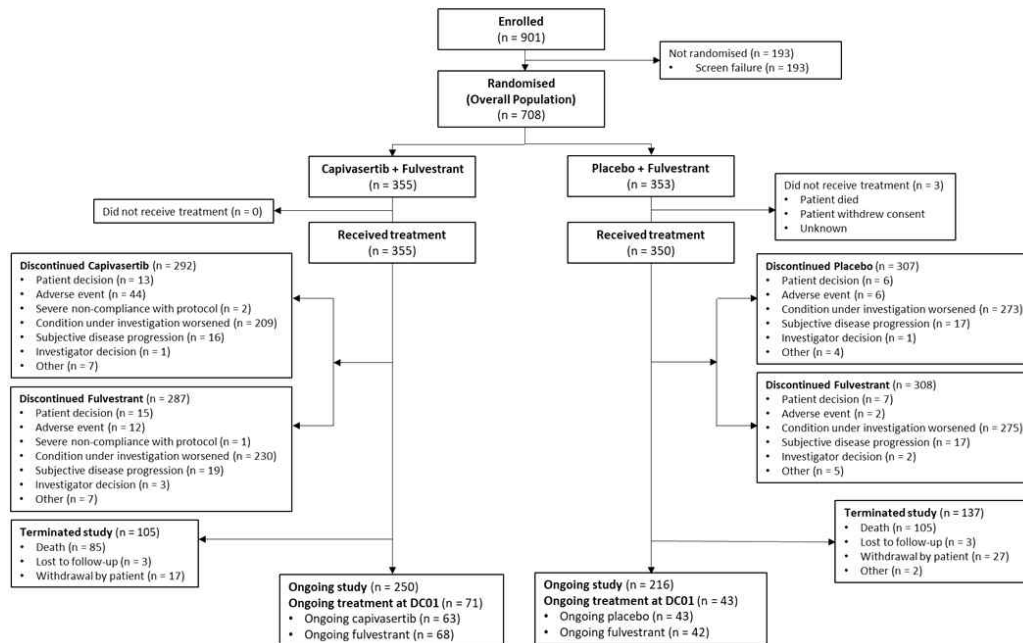 Enrolled
(n = 901)
Not randomised (n = 193)
• Screen failure (n = 193)
Randomised
(Overall Population)
(n = 708)
Capivasertib + Fulvestrant
(n = 355)
Placebo + Fulvestrant
(n = 353)
Did not receive treatment (n = 0)
Did not receive treatment (n = 3)
• Patient died
• Patient withdrew consent
• Unknown
Received treatment
(n = 355)
Received treatment
(n = 350)
Discontinued Capivasertib (n = 292)
• Patient decision (n = 13)
• Adverse event (n = 44)
• Severe non-compliance with protocol (n = 2)
• Condition under investigation worsened (n = 209)
• Subjective disease progression (n = 16)
• Investigator decision (n = 1)
• Other (n = 7)
Discontinued Placebo (n = 307)
• Patient decision (n = 6)
• Adverse event (n = 6)
• Condition under investigation worsened (n = 273)
• Subjective disease progression (n = 17)
• Investigator decision (n = 1)
• Other (n = 4)
Discontinued Fulvestrant (n = 287)
• Patient decision (n = 15)
• Adverse event (n = 12)
• Severe non-compliance with protocol (n = 1)
• Condition under investigation worsened (n = 230)
• Subjective disease progression (n = 19)
• Investigator decision (n = 3)
• Other (n = 7)
Discontinued Fulvestrant (n = 308)
• Patient decision (n = 7)
• Adverse event (n = 2)
• Condition under investigation worsened (n = 275)
• Subjective disease progression (n = 17)
• Investigator decision (n = 2)
• Other (n = 5)
Terminated study (n = 105)
• Death (n = 85)
• Lost to follow-up (n = 3)
• Withdrawal by patient (n = 17)
Terminated study (n = 137)
• Death (n = 105)
• Lost to follow-up (n = 3)
• Withdrawal by patient (n = 27)
• Other (n = 2)
Ongoing study (n = 250)
Ongoing treatment at DC01 (n = 71)
• Ongoing capivasertib (n = 63)
• Ongoing fulvestrant (n = 68)
Ongoing study (n = 216)
Ongoing treatment at DC01 (n = 43)
• Ongoing placebo (n = 43)
• Ongoing fulvestrant (n = 42)